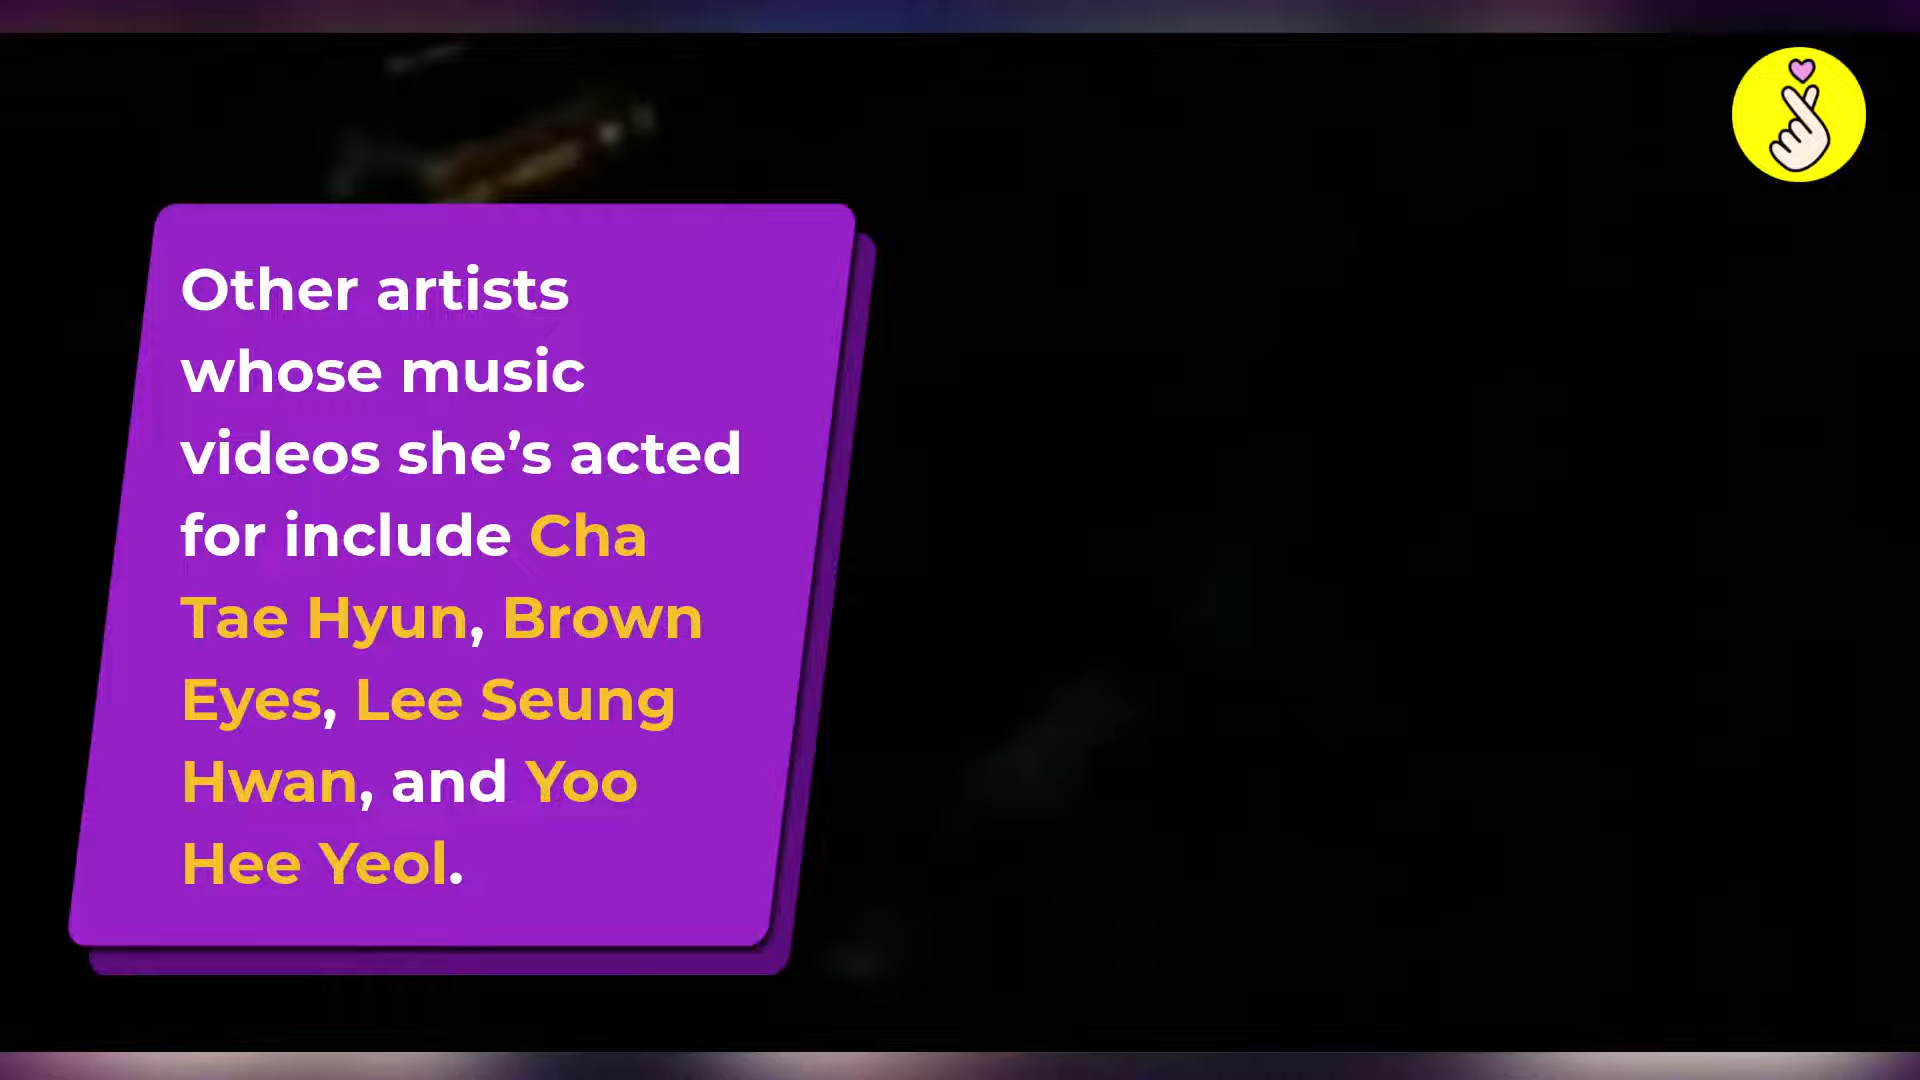 Other artists
whose music
videos she’s acted
for include Cha
Tae Hyun, Brown
Eyes, Lee Seung
Hwan, and Yoo
Hee Yeol.